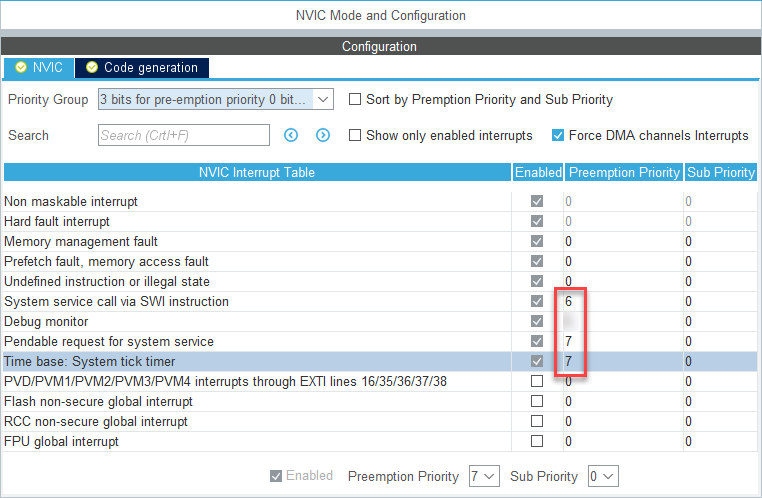 NVIC Mode and Configuration
Configuration
NVIC Code generation
Priority Group 3 bits for pre-emption priority 0 bit... Sort by Premption Priority and Sub Priority
Search Search (Crtl+F) Show only enabled interrupts Force DMA channels Interrupts
NVIC Interrupt Table Enabled Preemption Priority Sub Priority
Non maskable interrupt 0 0
Hard fault interrupt 0 0
Memory management fault 0 0
Prefetch fault, memory access fault 0 0
Undefined instruction or illegal state 0 0
System service call via SWI instruction 6 0
Debug monitor 0
Pendable request for system service 7 0
Time base: System tick timer 7 0
PVD/PVM1/PVM2/PVM3/PVM4 interrupts through EXTI lines 16/35/36/37/38 0 0
Flash non-secure global interrupt 0 0
RCC non-secure global interrupt 0 0
FPU global interrupt 0 0
Enabled Preemption Priority 7 Sub Priority 0